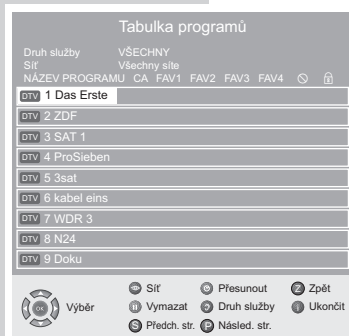 Tabulka programů
Druh služby VŠECHNY
Síť Všechny síte
NÁZEV PROGRAMU CA FAV1 FAV2 FAV3 FAV4
DTV 1 Das Erste
DTV 2 ZDF
DTV 3 SAT 1
DTV 4 ProSieben
DTV 5 3sat
DTV 6 kabel eins
DTV 7 WDR 3
DTV 8 N24
DTV 9 Doku
OK Výběr
Síť Přesunout Z Zpět
Vymazat Druh služby i Ukončit
S Předch. str. P Násled. str.